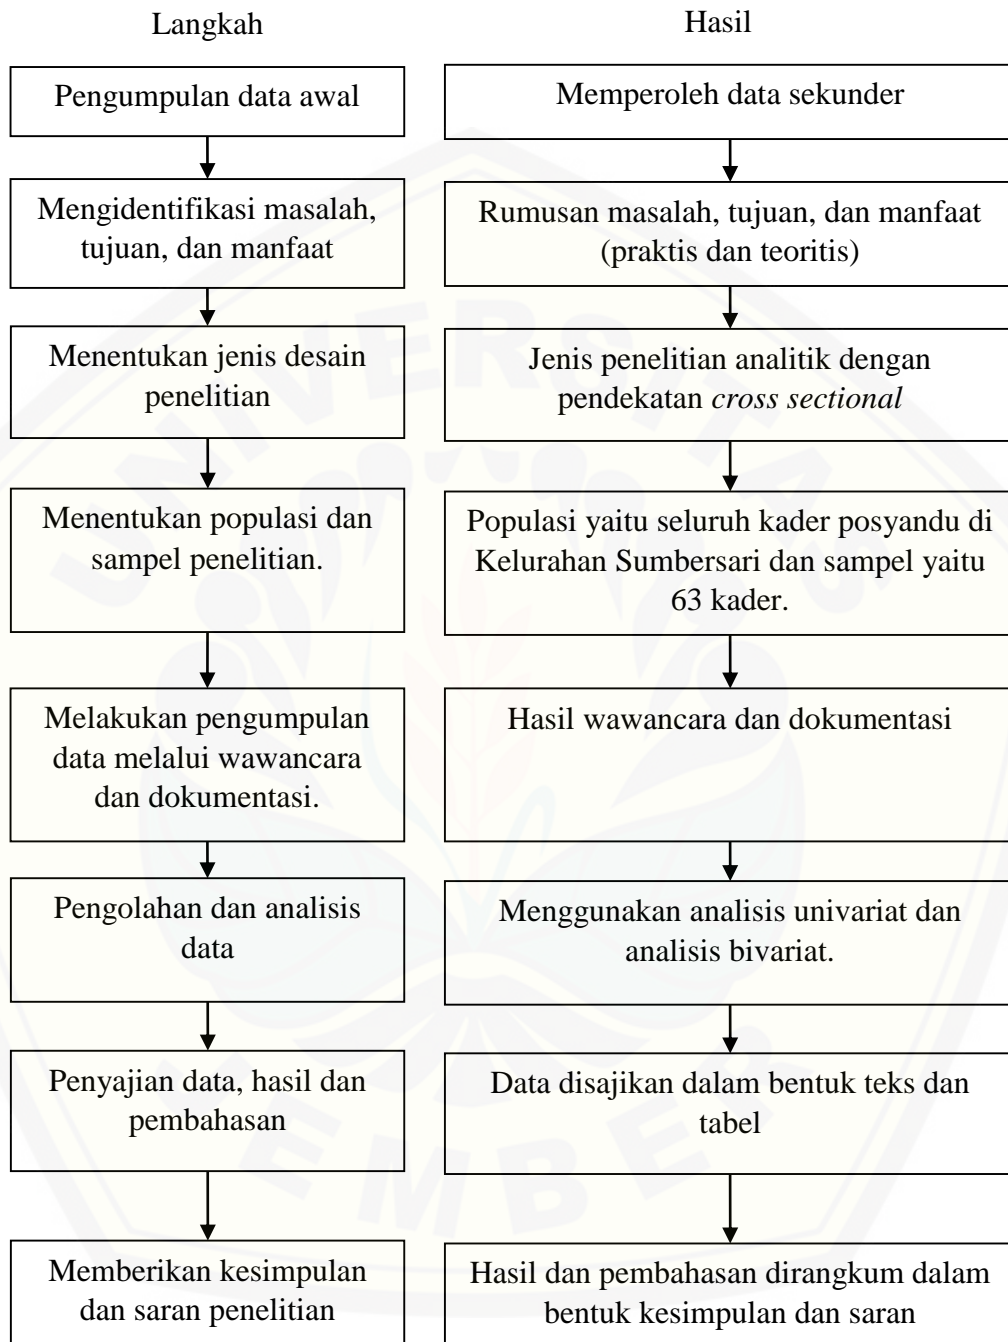 Langkah
Hasil
Pengumpulan data awal
Memperoleh data sekunder
Mengidentifikasi masalah,
tujuan, dan manfaat
Rumusan masalah, tujuan, dan manfaat
(praktis dan teoritis)
Menentukan jenis desain
penelitian
Jenis penelitian analitik dengan
pendekatan cross sectional
Menentukan populasi dan
sampel penelitian.
Populasi yaitu seluruh kader posyandu di
Kelurahan Sumbersari dan sampel yaitu
63 kader.
Melakukan pengumpulan
data melalui wawancara
dan dokumentasi.
Hasil wawancara dan dokumentasi
Pengolahan dan analisis
data
Menggunakan analisis univariat dan
analisis bivariat.
Penyajian data, hasil dan
pembahasan
Data disajikan dalam bentuk teks dan
tabel
Memberikan kesimpulan
dan saran penelitian
Hasil dan pembahasan dirangkum dalam
bentuk kesimpulan dan saran
UNIVERSITAS
JEMBER